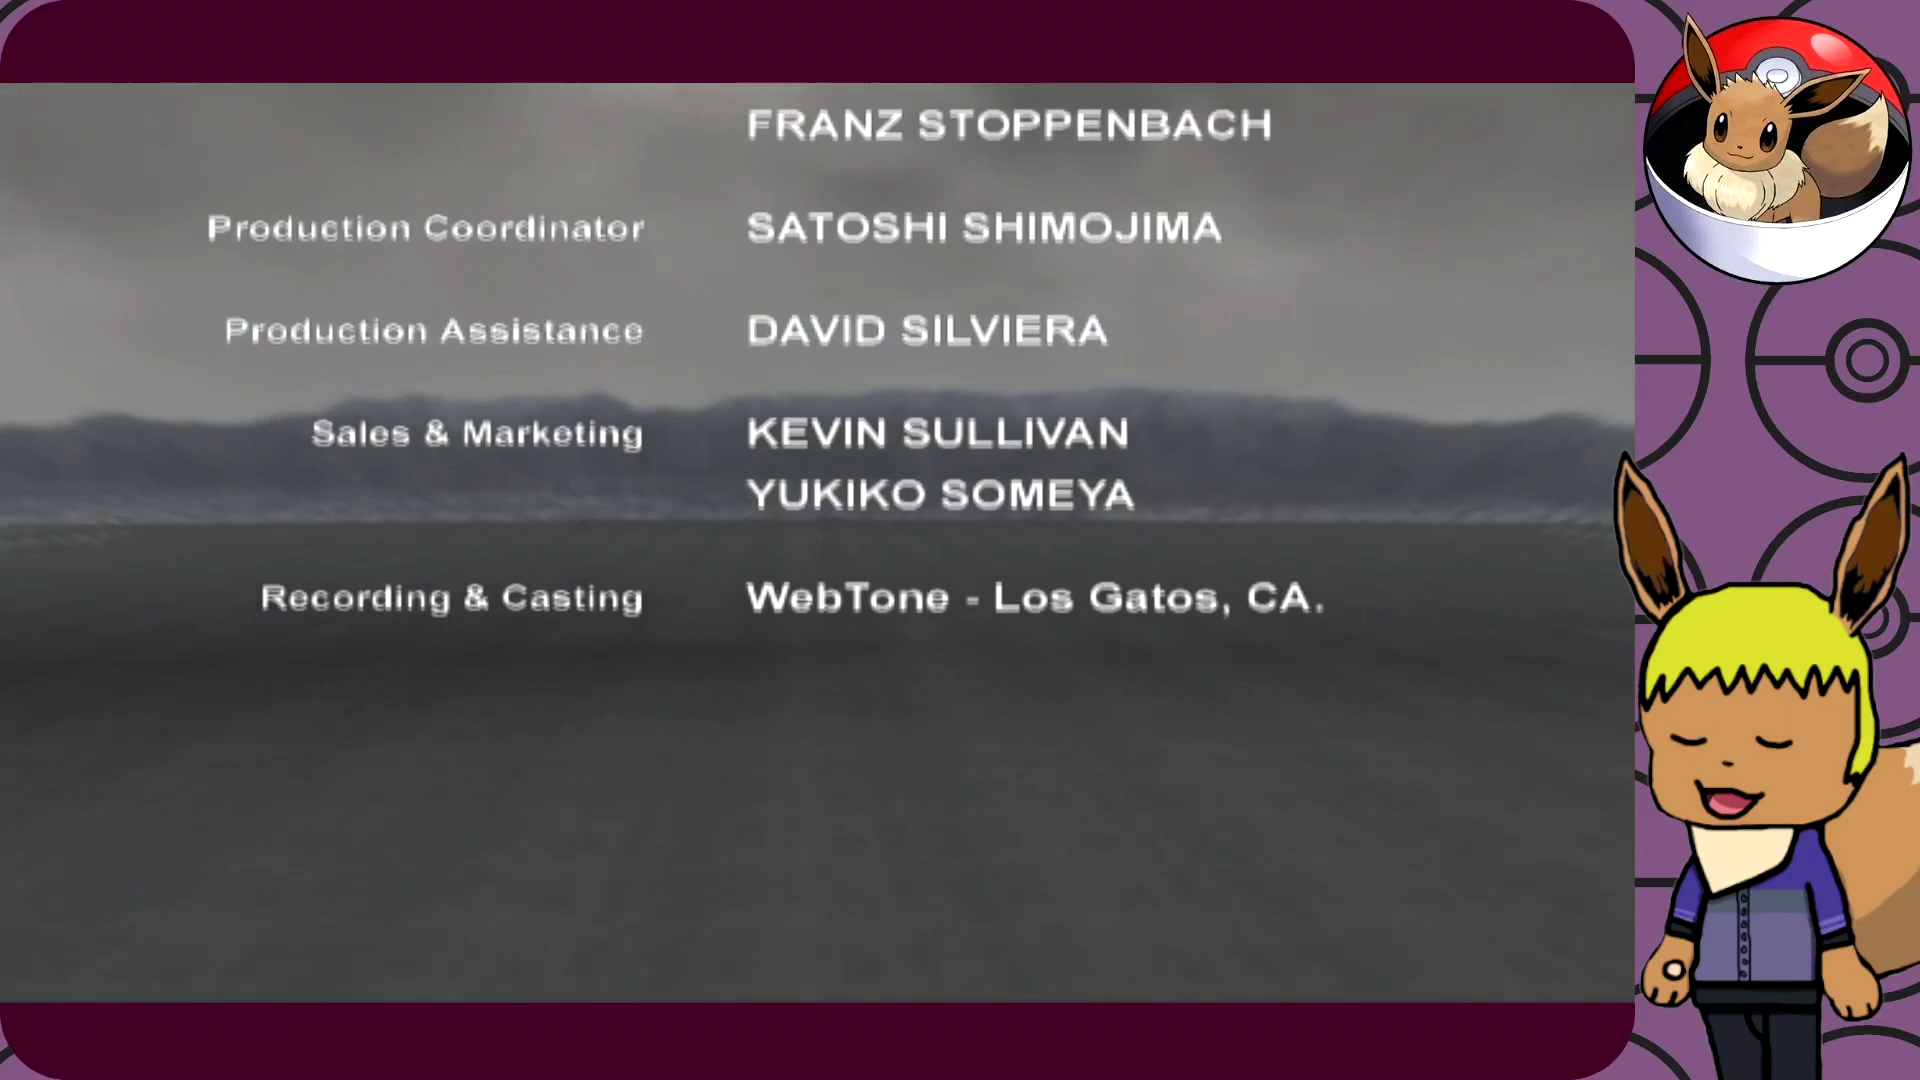 FRANZ STOPPENBACH
Production Coordinator SATOSHI SHIMOJIMA
Production Assistance DAVID SILVIERA
Sales & Marketing KEVIN SULLIVAN
YUKIKO SOMEYA
Recording & Casting WebTone - Los Gatos, CA.